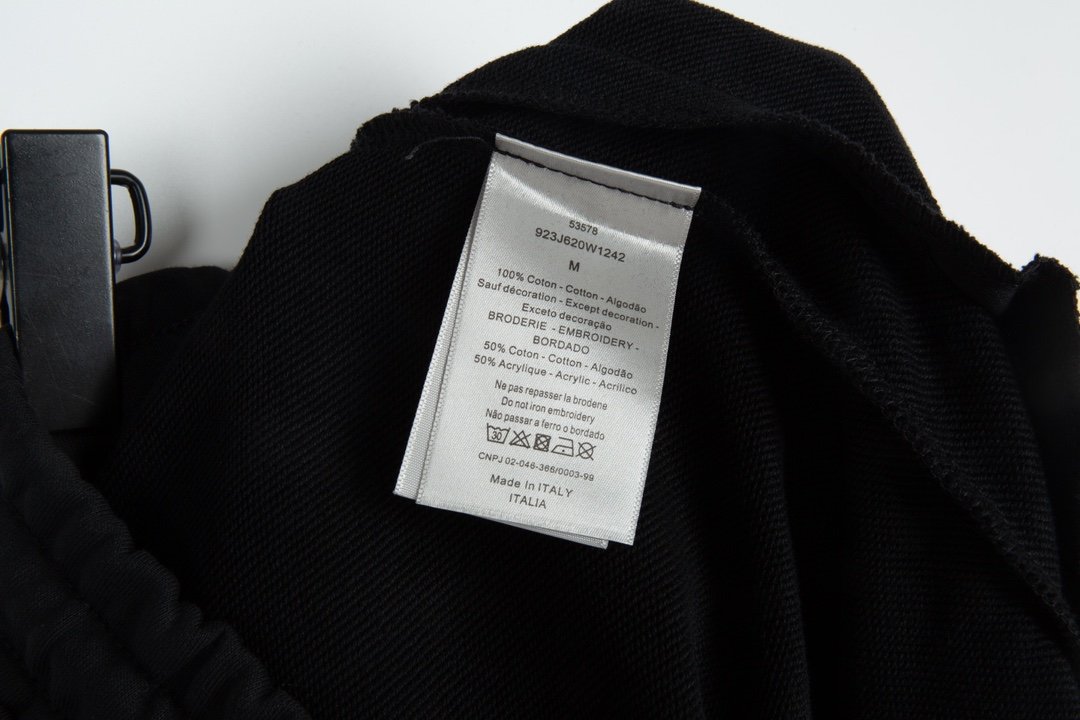 53578
923J620W1242
M
100% Coton - Cotton - Algodão
Sauf décoration - Except decoration -
Exceto decoração
BRODERIE - EMBROIDERY -
BORDADO
50% Coton - Cotton - Algodão
50% Acrylique - Acrylic - Acrilico
Ne pas repasser la brodene
Do not iron embroidery
Não passar a ferro o bordado
30
CNPJ 02-046-366/0003-99
Made In ITALY
ITALIA